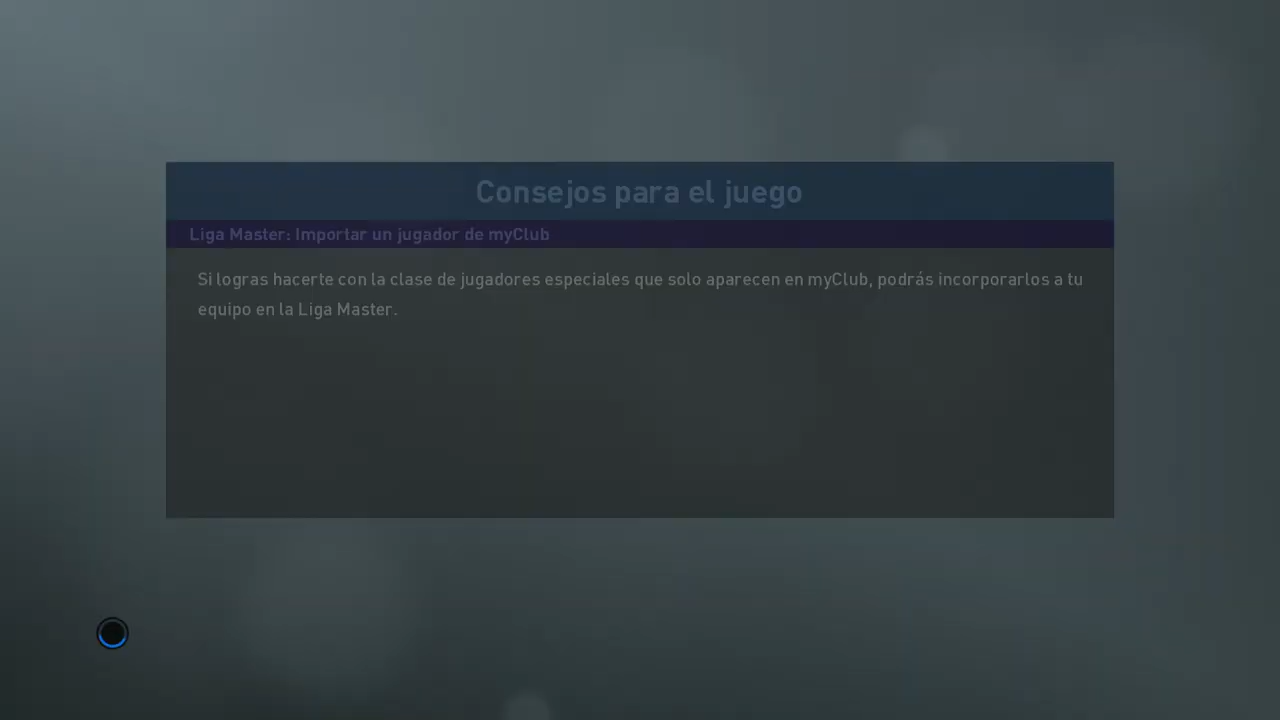 Consejos para el juego
Liga Master: Importar un jugador de myClub
Si logras hacerte con la clase de jugadores especiales que solo aparecen en myClub, podrás incorporarlos a tu
equipo en la Liga Master.